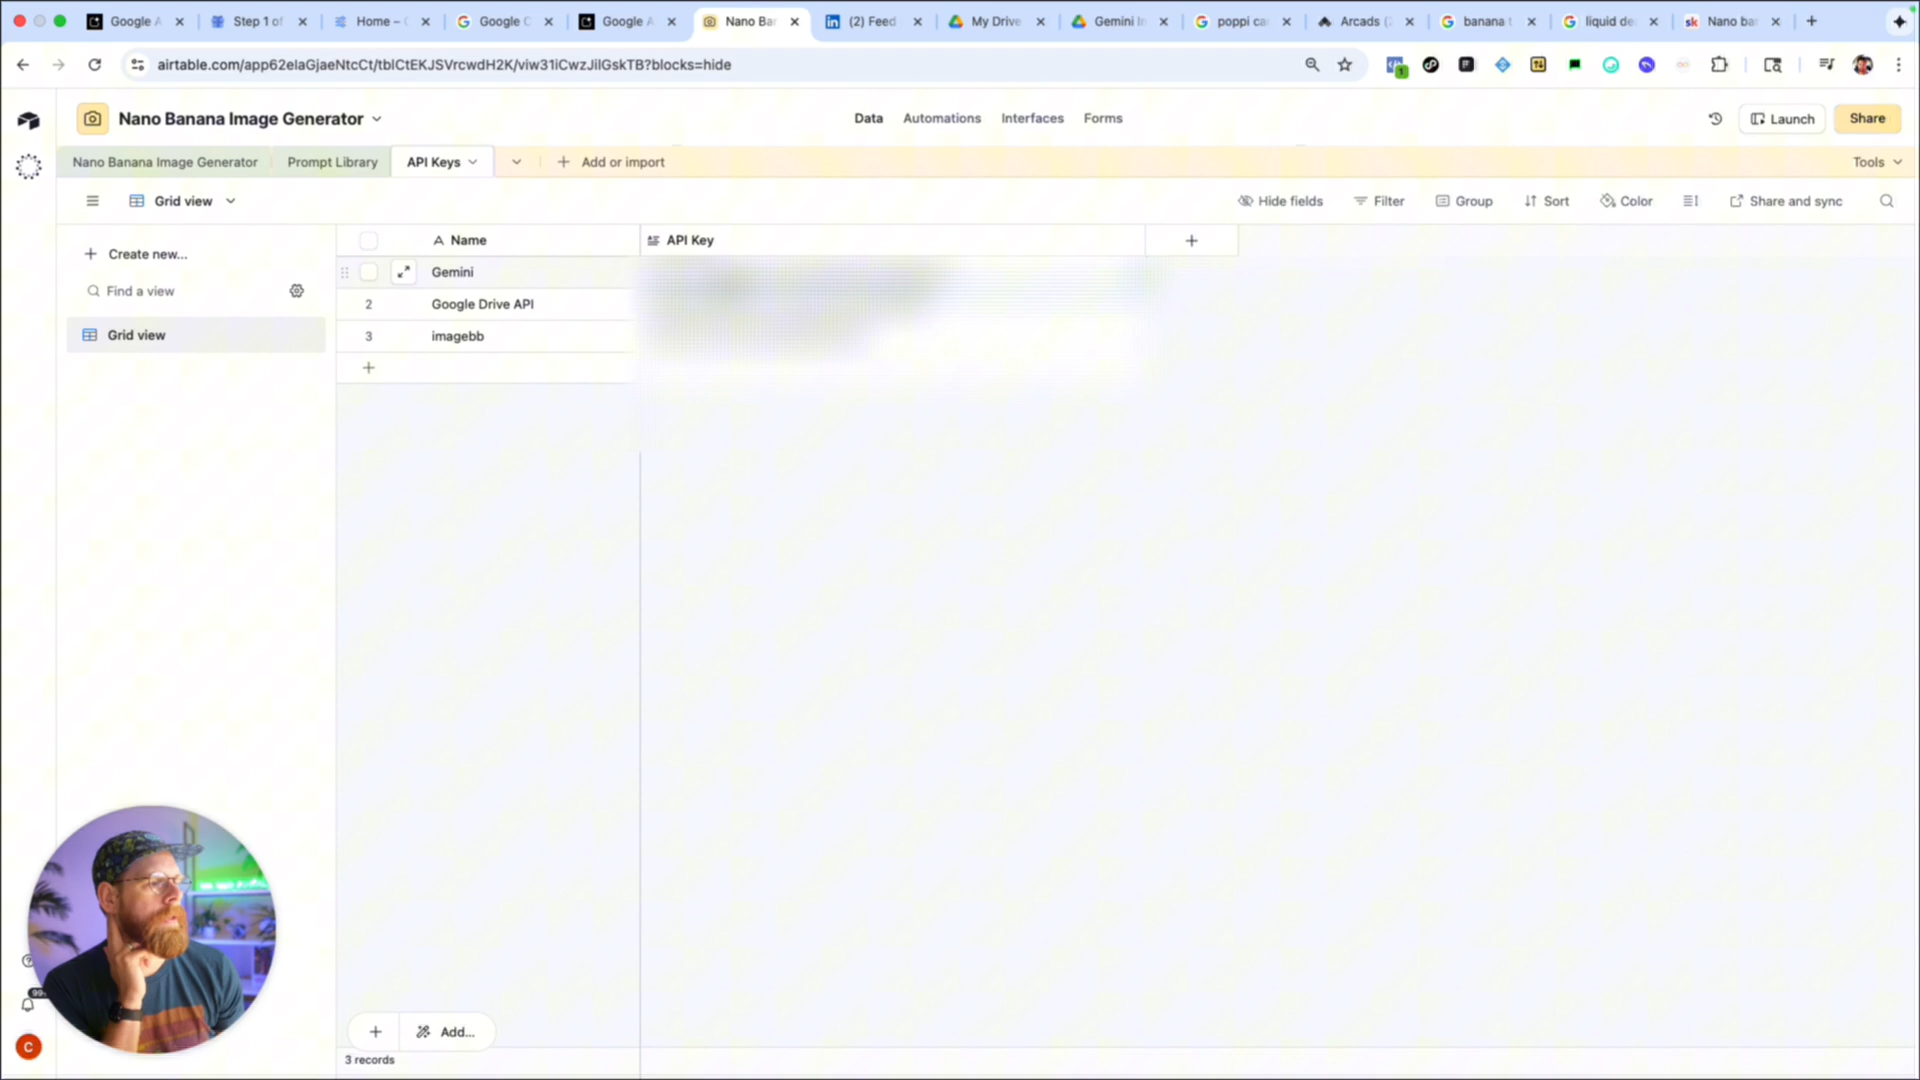 Google A
Step 1 of
Home – G
Google C
Google A
Nano Ban
(2) Feed
My Drive
Gemini In
poppi ca
Arcads (
banana t
liquid de
Nano ba
airtable.com/app62elaGjaeNtcCt/tblCtEKJSVrcwdH2K/viw31iCwzJilGskTB?blocks=hide
Nano Banana Image Generator
Data
Automations
Interfaces
Forms
Launch
Share
Nano Banana Image Generator
Prompt Library
API Keys
Add or import
Tools
Grid view
Hide fields
Filter
Group
Sort
Color
Share and sync
Create new...
Find a view
Grid view
Name
API Key
Gemini
2
Google Drive API
3
imagebb
Add...
3 records
99+
C